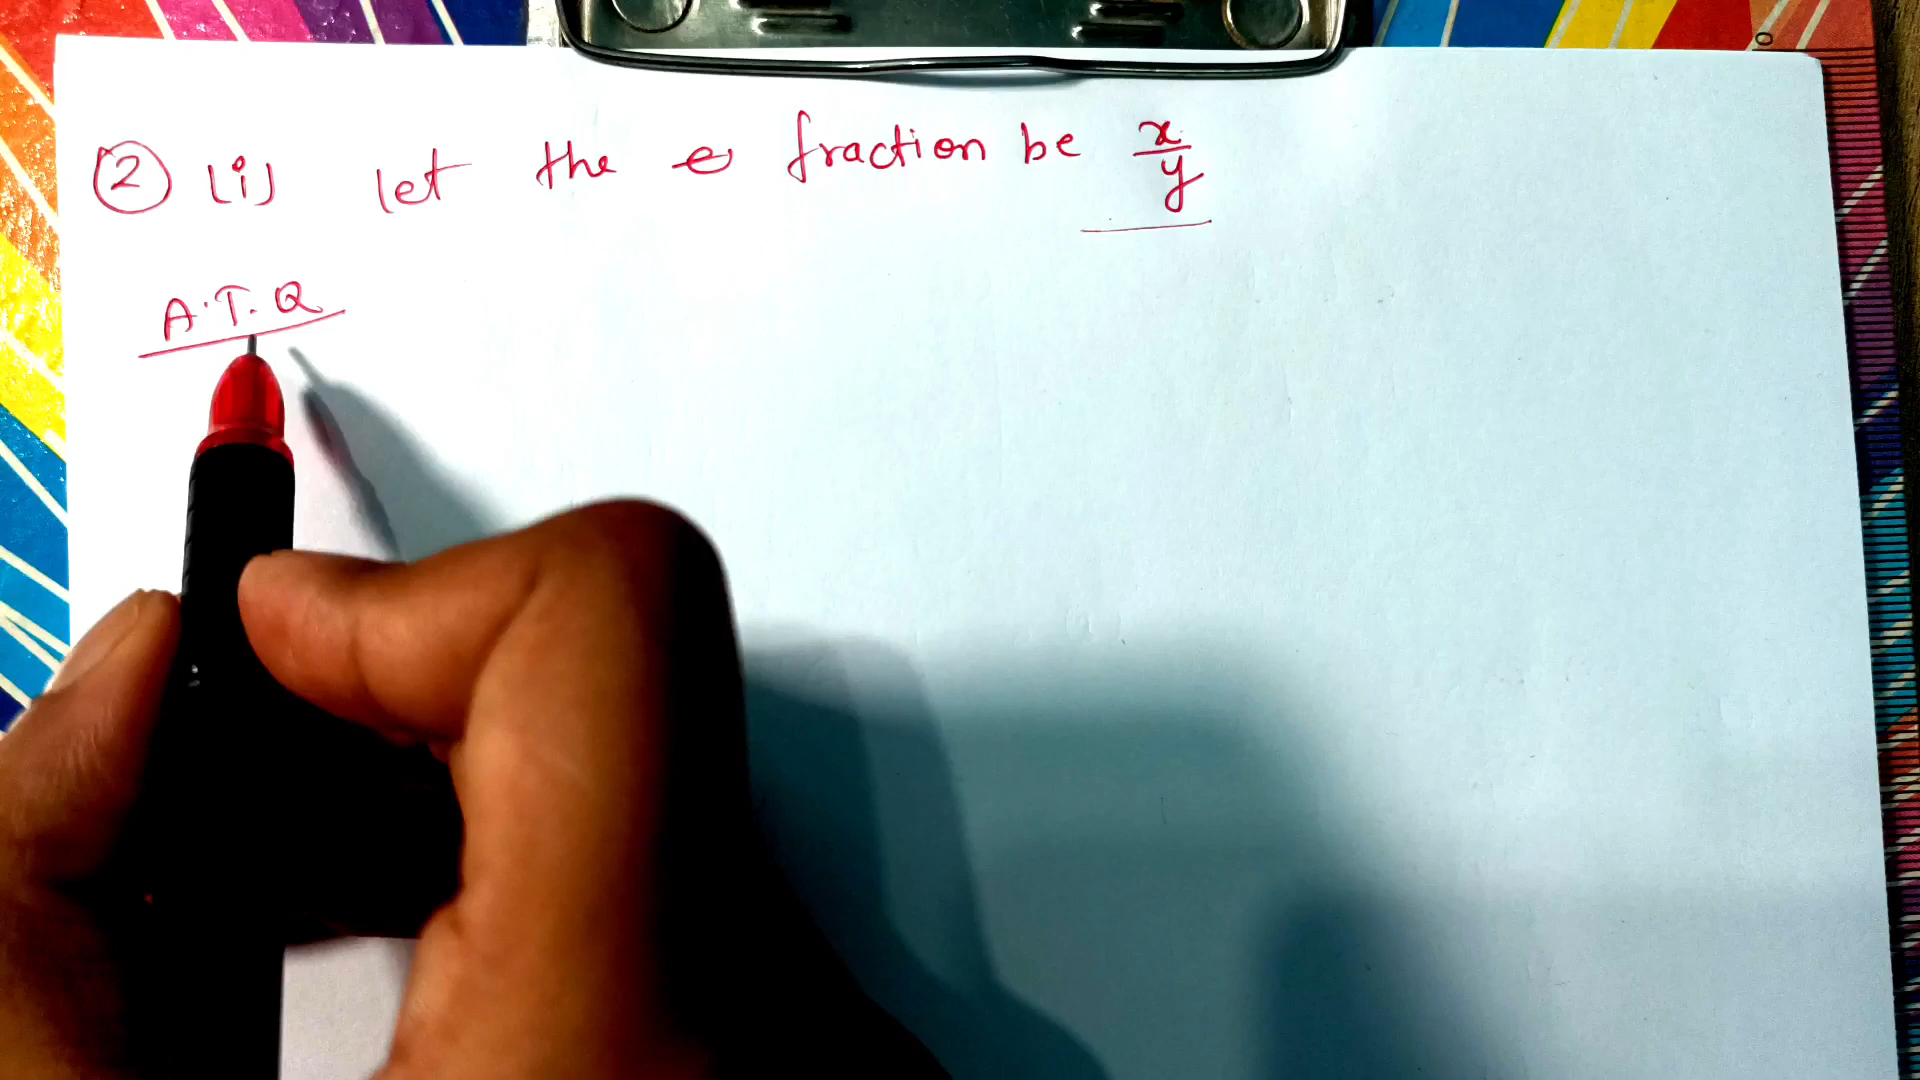 ② (i) let the e fraction be x/y
A.T.Q